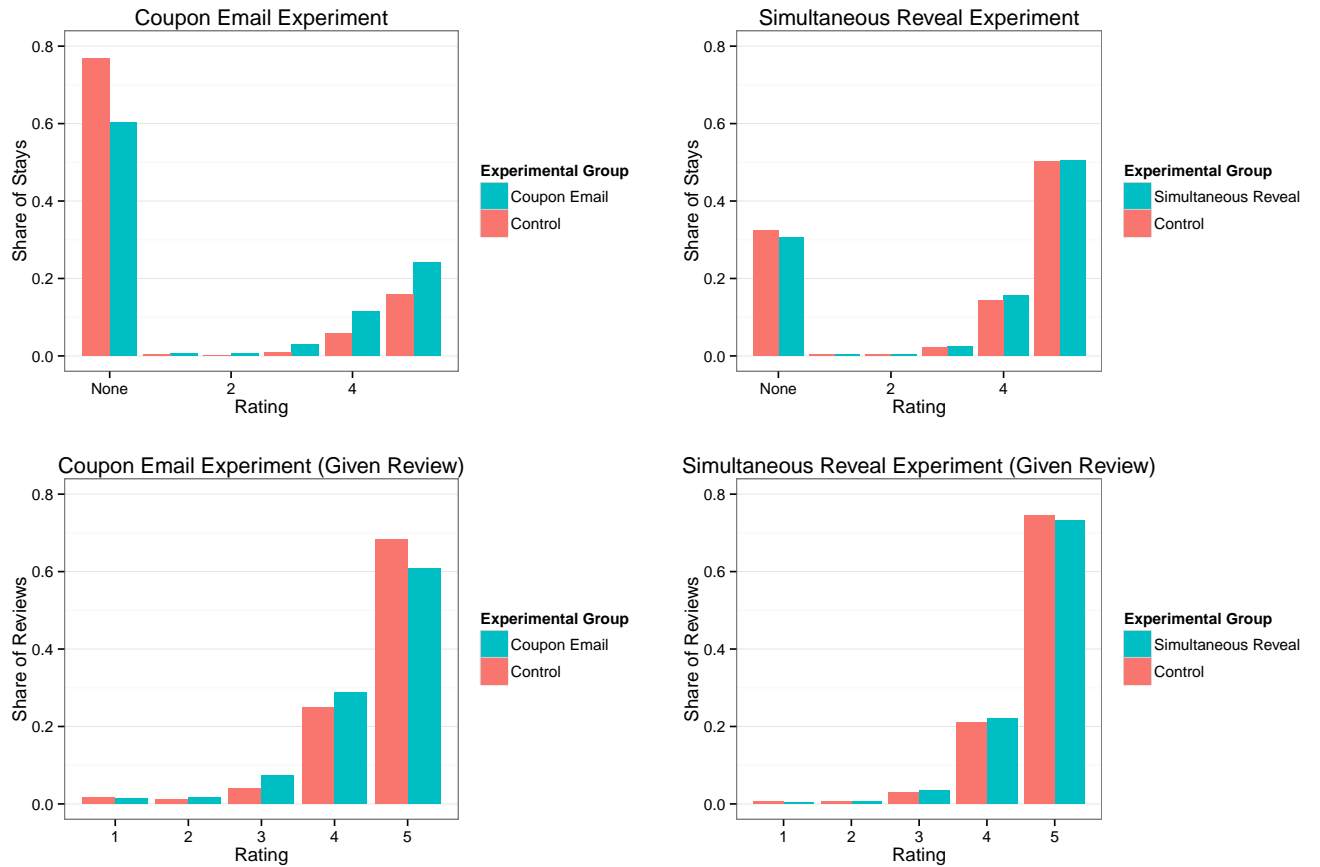 Coupon Email Experiment
0.8
0.6
0.4
0.2
0.0
Share of Stays
None
2
4
Rating
Experimental Group
Coupon Email
Control
Simultaneous Reveal Experiment
0.8
0.6
0.4
0.2
0.0
Share of Stays
None
2
4
Rating
Experimental Group
Simultaneous Reveal
Control
Coupon Email Experiment (Given Review)
0.8
0.6
0.4
0.2
0.0
Share of Reviews
1
2
3
4
5
Rating
Experimental Group
Coupon Email
Control
Simultaneous Reveal Experiment (Given Review)
0.8
0.6
0.4
0.2
0.0
Share of Reviews
1
2
3
4
5
Rating
Experimental Group
Simultaneous Reveal
Control